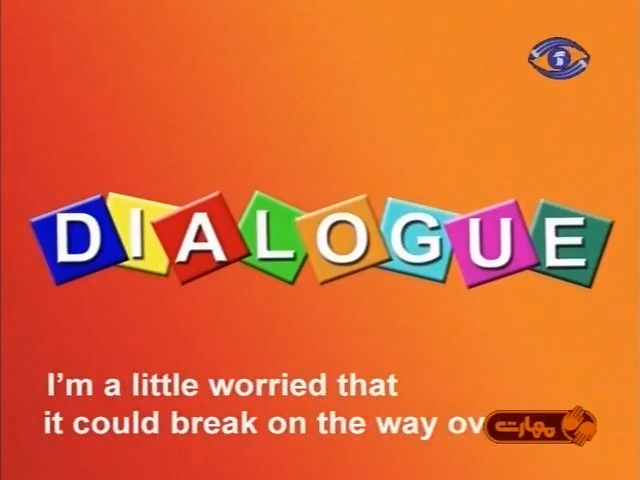 DIALOGUE
I'm a little worried that
it could break on the way ov
مهارت